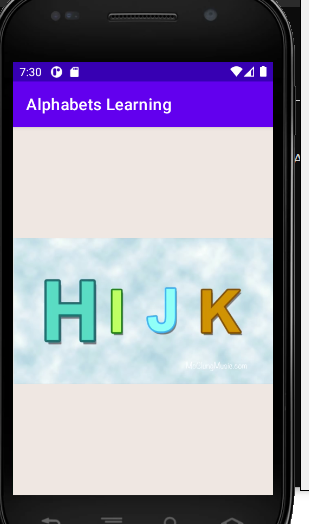 7:30
Alphabets Learning
H I J K